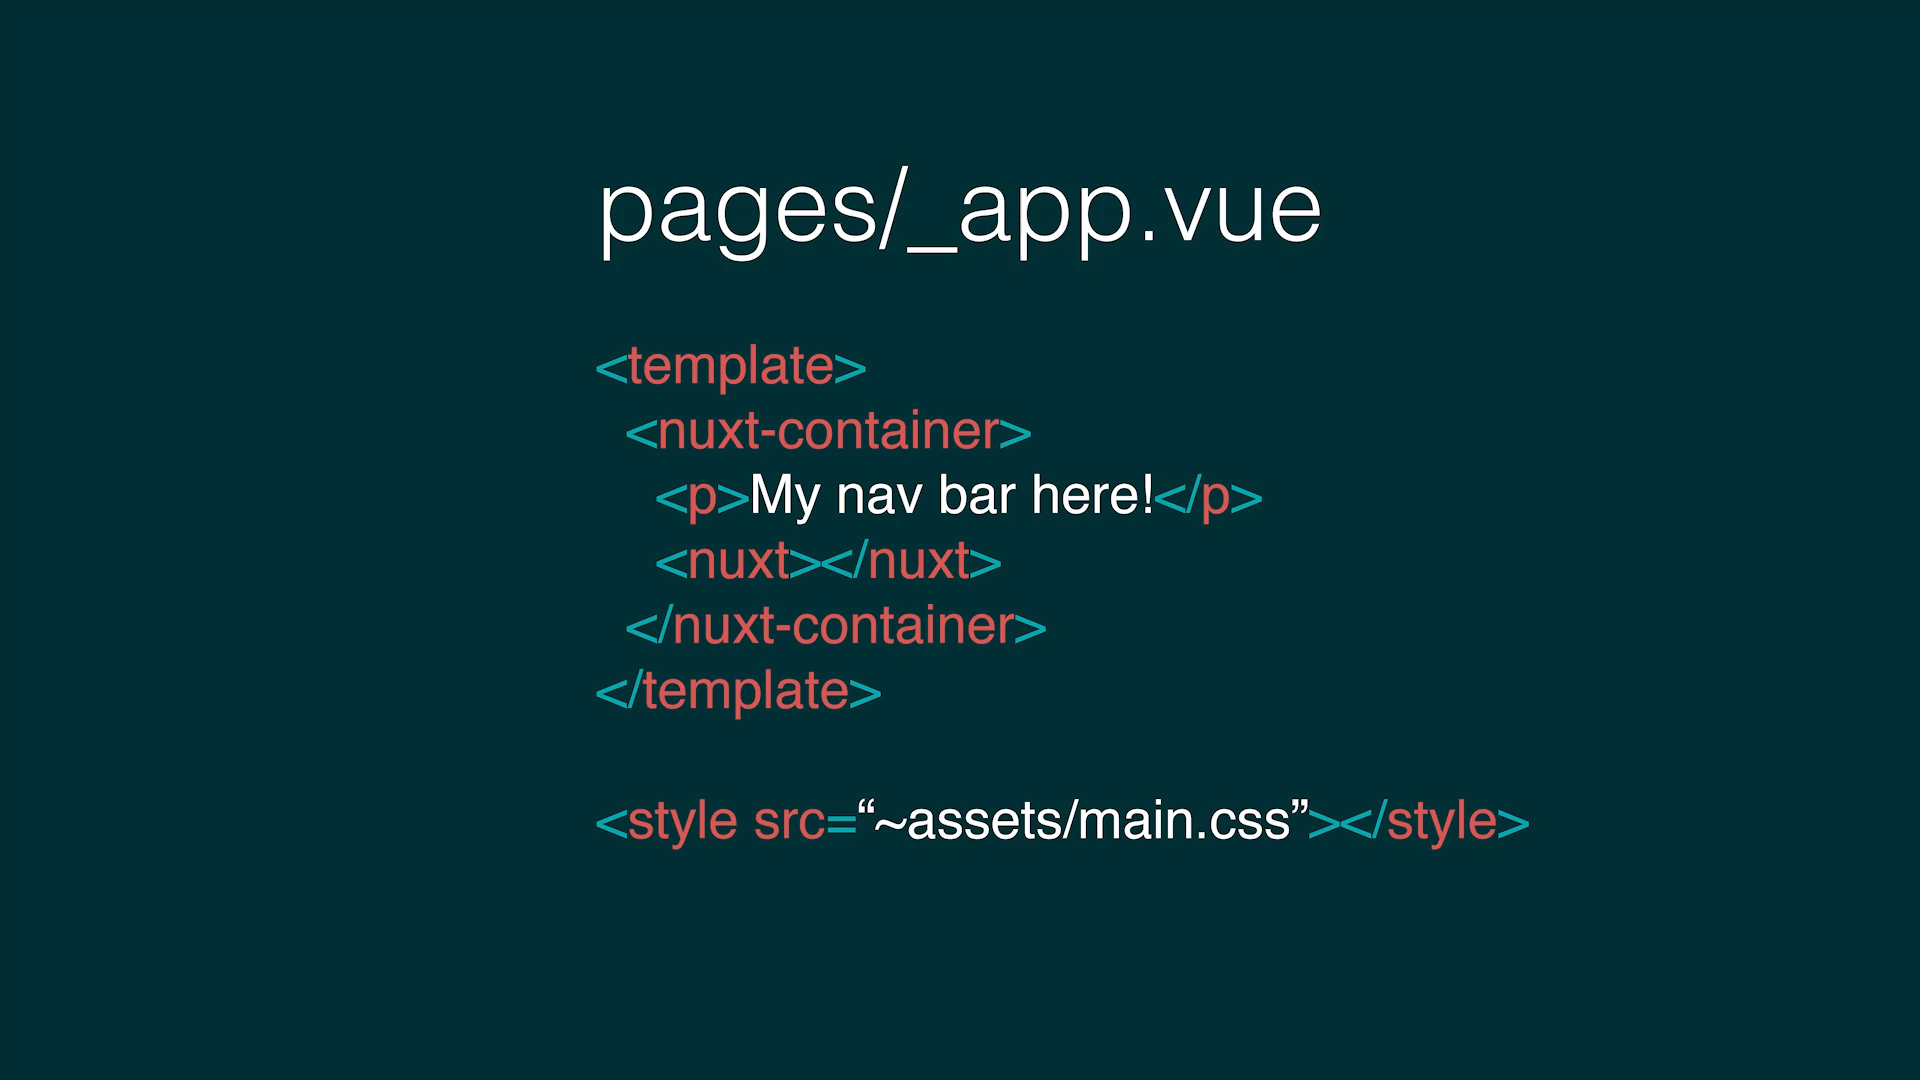 pages/_app.vue
<template>
<nuxt-container>
<p>My nav bar here!</p>
<nuxt></nuxt>
</nuxt-container>
</template>
<style src=“~assets/main.css”></style>